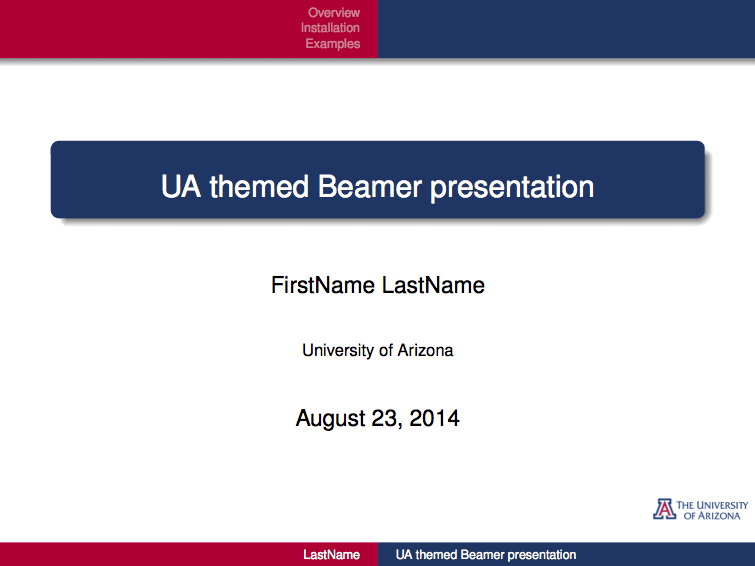 Overview
Installation
Examples
UA themed Beamer presentation
FirstName LastName
University of Arizona
August 23, 2014
A THE UNIVERSITY
OF ARIZONA
LastName UA themed Beamer presentation